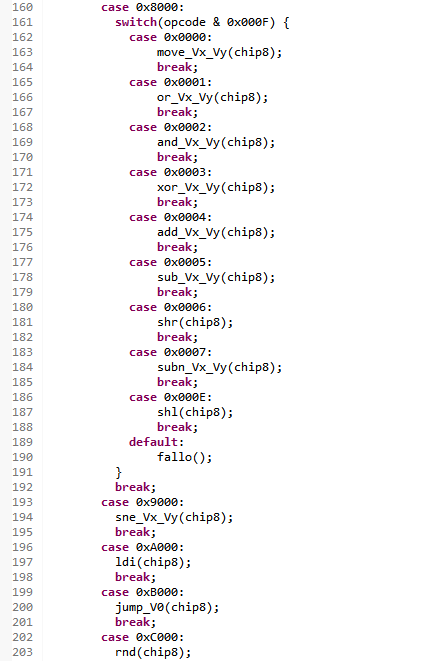 160 case 0x8000:
161 switch(opcode & 0x000F) {
162 case 0x0000:
163 move_Vx_Vy(chip8);
164 break;
165 case 0x0001:
166 or_Vx_Vy(chip8);
167 break;
168 case 0x0002:
169 and_Vx_Vy(chip8);
170 break;
171 case 0x0003:
172 xor_Vx_Vy(chip8);
173 break;
174 case 0x0004:
175 add_Vx_Vy(chip8);
176 break;
177 case 0x0005:
178 sub_Vx_Vy(chip8);
179 break;
180 case 0x0006:
181 shr(chip8);
182 break;
183 case 0x0007:
184 subn_Vx_Vy(chip8);
185 break;
186 case 0x000E:
187 shl(chip8);
188 break;
189 default:
190 fallo();
191 }
192 break;
193 case 0x9000:
194 sne_Vx_Vy(chip8);
195 break;
196 case 0xA000:
197 ldi(chip8);
198 break;
199 case 0xB000:
200 jump_V0(chip8);
201 break;
202 case 0xC000:
203 rnd(chip8);